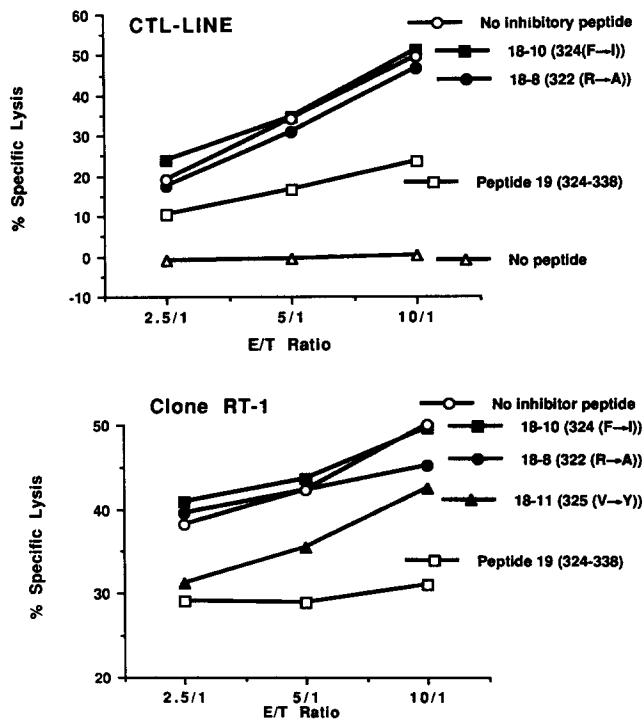 CTL-LINE
% Specific Lysis
60
50
40
30
20
10
0
-10
2.5/1
5/1
10/1
E/T Ratio
No inhibitory peptide
18-10 (324(F→I))
18-8 (322 (R→A))
Peptide 19 (324-338)
No peptide
Clone RT-1
% Specific Lysis
50
40
30
20
2.5/1
5/1
10/1
E/T Ratio
No inhibitor peptide
18-10 (324 (F→I))
18-8 (322 (R→A))
18-11 (325 (V→Y))
Peptide 19 (324-338)